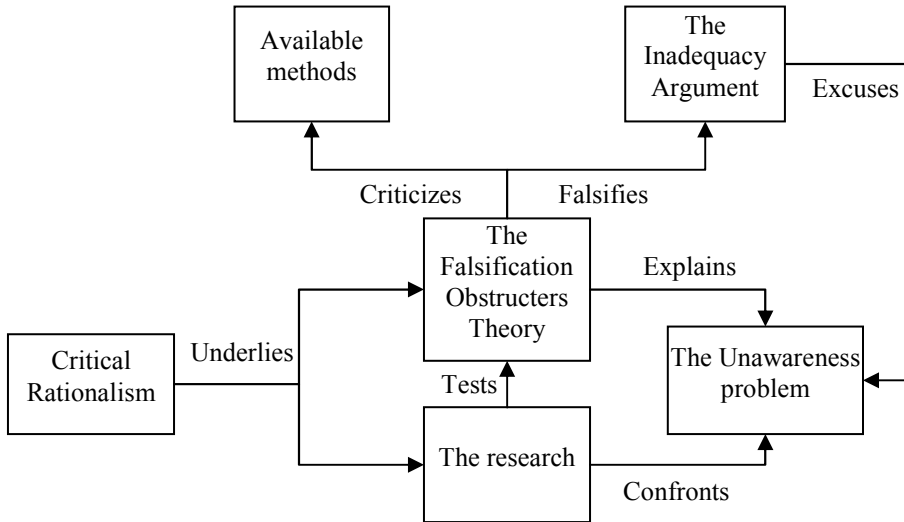 Available
methods
The
Inadequacy
Argument
Excuses
Criticizes
Falsifies
The
Falsification
Obstructers
Theory
Explains
Critical
Rationalism
Underlies
The Unawareness
problem
Tests
The research
Confronts